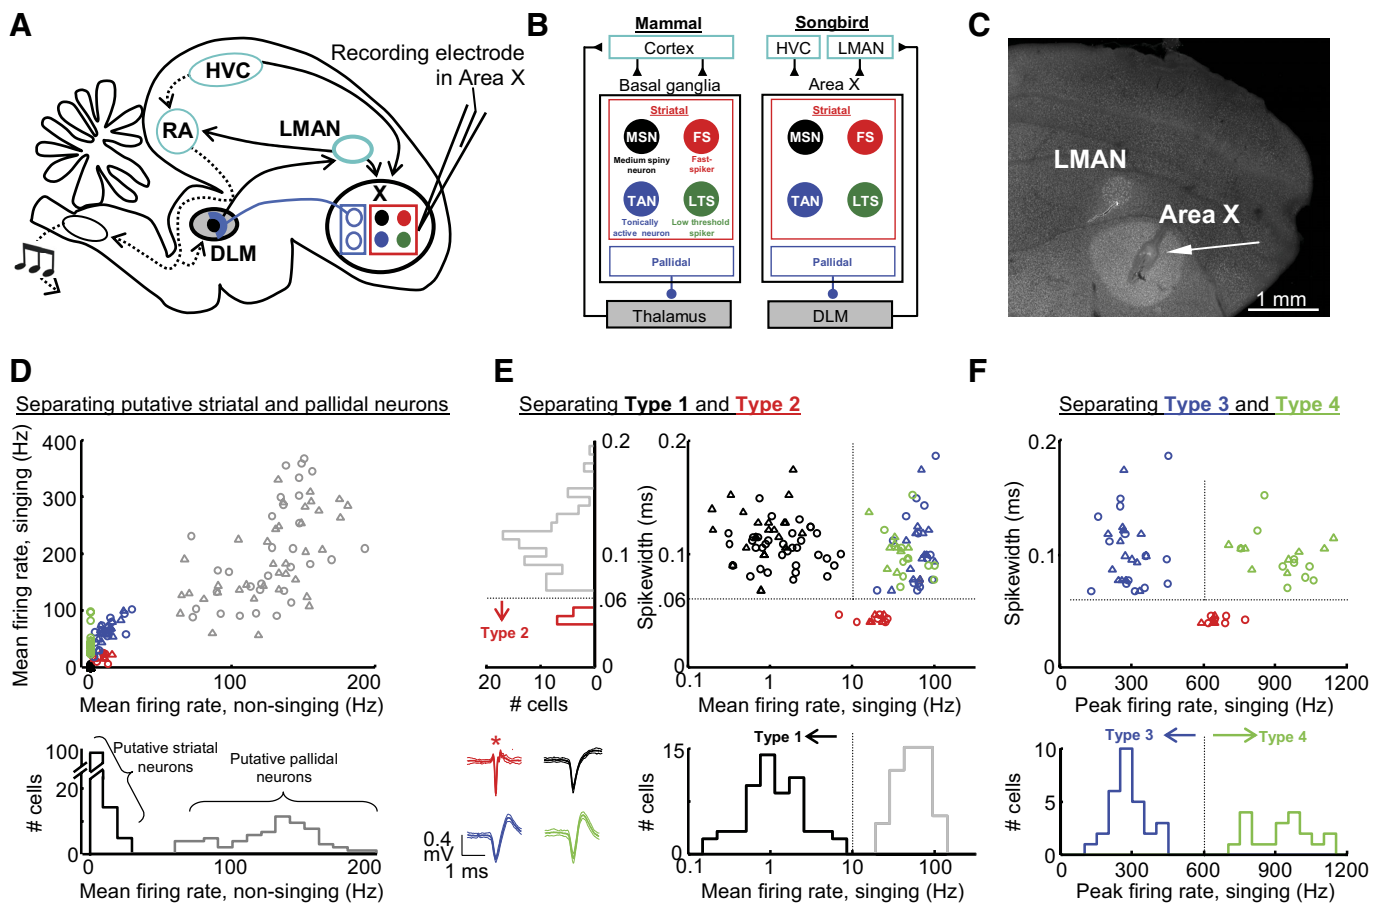 A
HVC
RA
LMAN
X
DLM
Recording electrode
in Area X
B
Mammal
Songbird
Cortex
HVC
LMAN
Basal ganglia
Area X
Striatal
Striatal
MSN
FS
MSN
FS
Medium spiny
neuron
Fast-
spiker
TAN
LTS
TAN
LTS
Tonically
active neuron
Low threshold
spiker
Pallidal
Pallidal
Thalamus
DLM
C
LMAN
Area X
1 mm
D
Separating putative striatal and pallidal neurons
Mean firing rate, singing (Hz)
400
300
200
100
0
0
100
200
Mean firing rate, non-singing (Hz)
# cells
100
20
0
Putative striatal
neurons
Putative pallidal
neurons
0
100
200
Mean firing rate, non-singing (Hz)
E
Separating Type 1 and Type 2
0.2
0.1
.06
0
Type 2
20
10
0
# cells
Spikewidth (ms)
0.2
0.1
.06
0
0.1
1
10
100
Mean firing rate, singing (Hz)
*
0.4
mV
1 ms
# cells
15
0
Type 1
0.1
1
10
100
Mean firing rate, singing (Hz)
F
Separating Type 3 and Type 4
Spikewidth (ms)
0.2
0.1
0
0
300
600
900
1200
Peak firing rate, singing (Hz)
Type 3
Type 4
# cells
10
5
0
0
300
600
900
1200
Peak firing rate, singing (Hz)